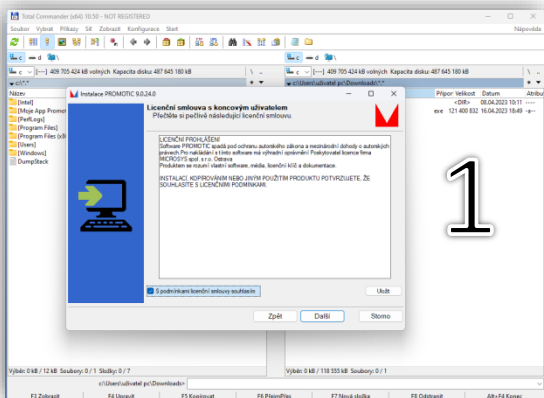 Total Commander (x64) 10.50 - NOT REGISTERED
Soubor Vybrat Příkazy Síť Zobrazit Konfigurace Start Nápověda
c d \
c d \
c [---] 409 705 424 kB volných Kapacita disku: 487 645 180 kB \ ..
c [---] 409 705 424 kB volných Kapacita disku: 487 645 180 kB \ ..
c:\*.* * ▼
c:\Users\uživatel pc\Downloads\*.* * ▼
Název
Přípor Velikost Datum Atribu
[Intel]
<DIR> 08.04.2023 10:11 ----
[Moje App Promot
exe 121 400 832 16.04.2023 18:49 -a--
[PerfLogs]
[Program Files]
[Program Files (x8
[Users]
[Windows]
DumpStack
Instalace PROMOTIC 9.0.24.0
Licenční smlouva s koncovým uživatelem
Přečtěte si pečlivě následující licenční smlouvu.
LICENČNÍ PROHLÁŠENÍ
Software PROMOTIC spadá pod ochranu autorského zákona a mezinárodní dohody o autorských
právech Pro nakládání s tímto software má výhradní oprávnění Poskytovatel licence firma
MICROSYS spol. s r.o. Ostrava
Produktem se rozumí vlastní software, média, licenční klíč a dokumentace.
INSTALACÍ, KOPÍROVÁNÍM NEBO JINÝM POUŽITÍM PRODUKTU POTVRZUJETE, ŽE
SOUHLASÍTE S LICENČNÍMI PODMÍNKAMI.
S podmínkami licenční smlouvy souhlasím
Uložit
Zpět Další Storno
1
Výběr: 0 kB / 12 kB Soubory: 0 / 1 Složky: 0 / 7
Výběr: 0 kB / 118 555 kB Soubory: 0 / 1
c:\Users\uživatel pc\Downloads>
F3 Zobrazit F4 Upravit F5 Kopírovat F6 PřejmPřes F7 Nová složka F8 Odstranit Alt+F4 Konec